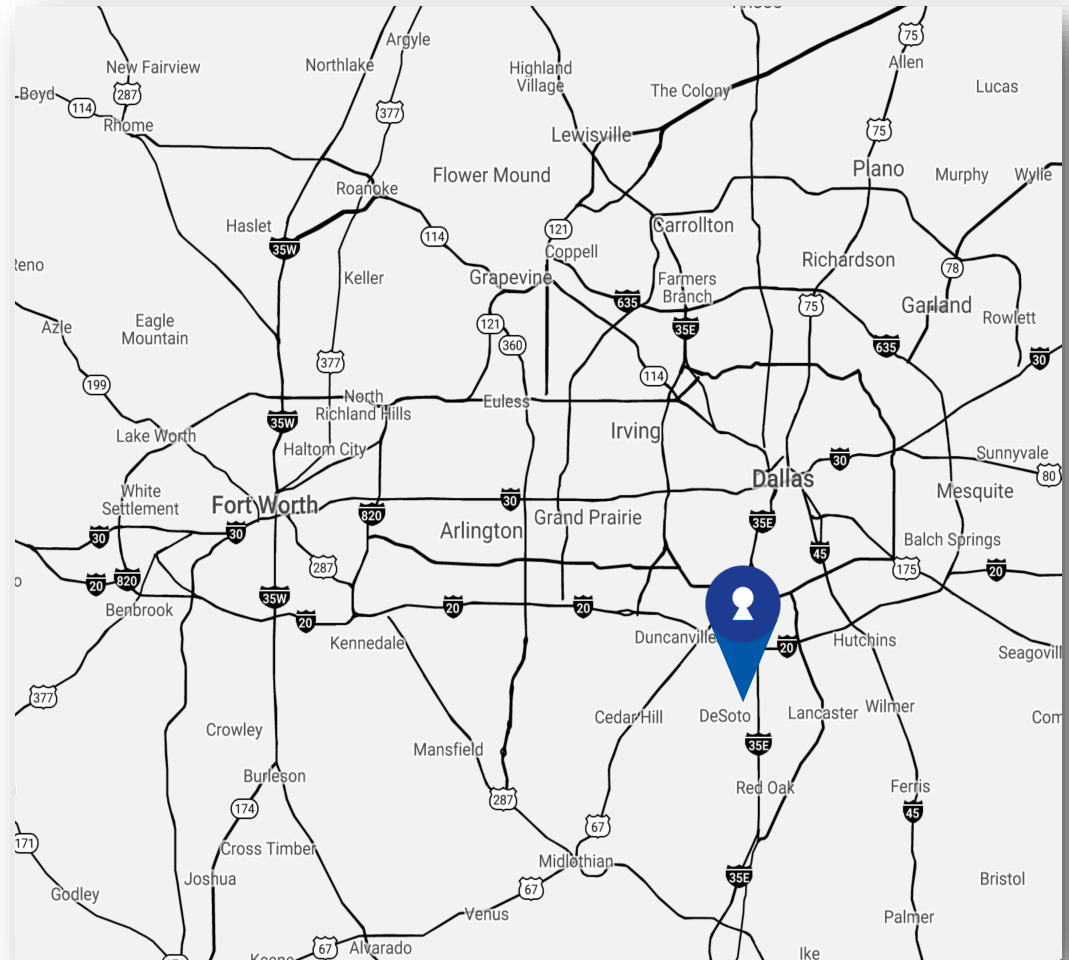 Argyle
75
New Fairview
Northlake
Highland
Village
Allen
Boyd
287
114
377
The Colony
Lucas
Rhome
Lewisville
75
Plano
Roanoke
Flower Mound
Murphy
Wylie
Haslet
35W
114
121
Carrollton
Coppell
Richardson
78
Keller
Grapevine
Farmers
Branch
635
75
Garland
Rowlett
Azle
Eagle
Mountain
121
360
35E
635
30
377
199
114
North
Richland Hills
Euless
35W
Lake Worth
Haltom City
Irving
30
Sunnyvale
80
White
Settlement
Fort Worth
30
Dallas
Mesquite
820
Arlington
Grand Prairie
35E
30
30
45
Balch Springs
287
175
20
820
20
Benbrook
35W
20
20
20
Kennedale
Duncanville
20
Hutchins
Seagovill
377
Crowley
Cedar Hill
DeSoto
Lancaster
Wilmer
Com
Mansfield
35E
Burleson
174
287
Red Oak
Ferris
45
171
67
Cross Timber
Midlothian
Joshua
Godley
67
35E
Bristol
Venus
Palmer
67
Alvarado
Ike